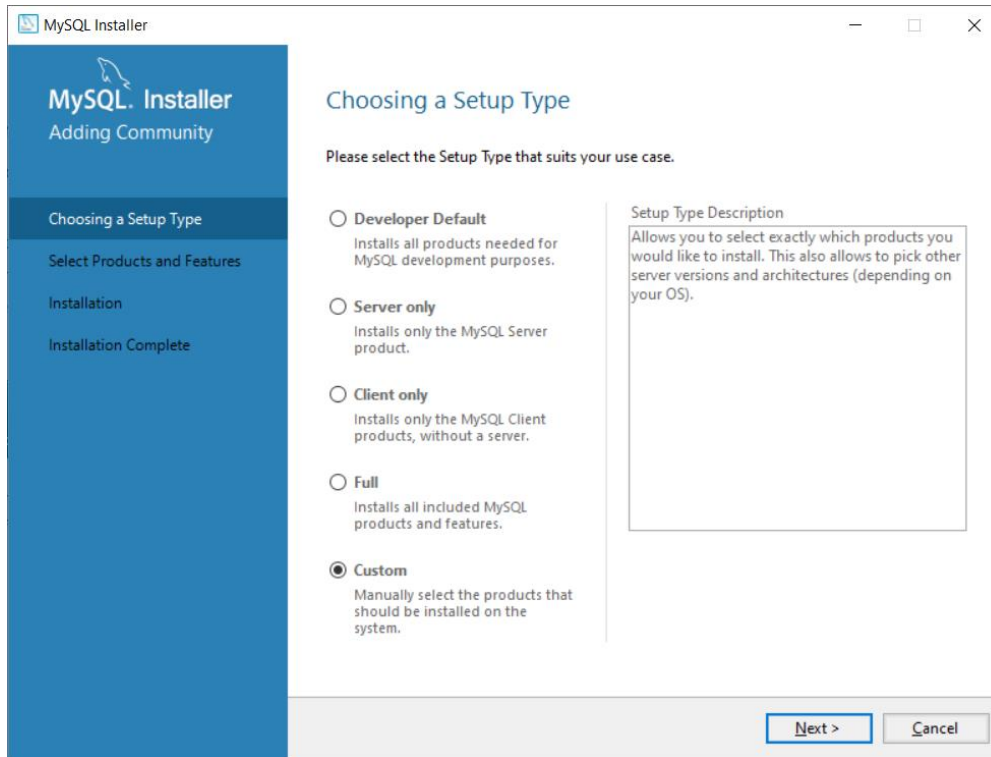 MySQL Installer
MySQL. Installer
Adding Community
Choosing a Setup Type
Select Products and Features
Installation
Installation Complete
Choosing a Setup Type
Please select the Setup Type that suits your use case.
Developer Default
Installs all products needed for
MySQL development purposes.
Server only
Installs only the MySQL Server
product.
Client only
Installs only the MySQL Client
products, without a server.
Full
Installs all included MySQL
products and features.
Custom
Manually select the products that
should be installed on the
system.
Setup Type Description
Allows you to select exactly which products you
would like to install. This also allows to pick other
server versions and architectures (depending on
your OS).
Next >
Cancel